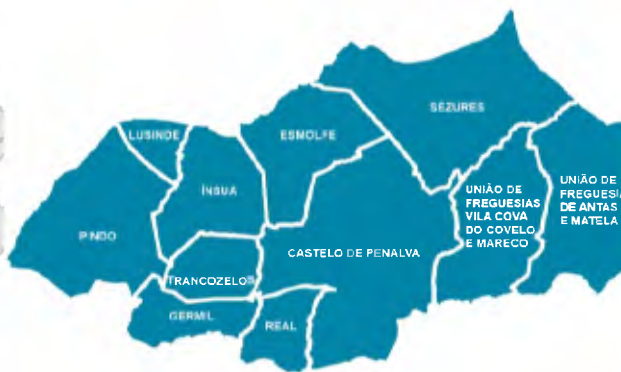 SEZURES
LUSINDE
ESMOLFE
ÍNSUA
UNIÃO DE
FREGUESIAS
VILA COVA
DO COVELO
E MARECO
UNIÃO DE
FREGUESIA
DE ANTAS
E MATELA
PINDO
CASTELO DE PENALVA
TRANCOZELO
GERMIL
REAL